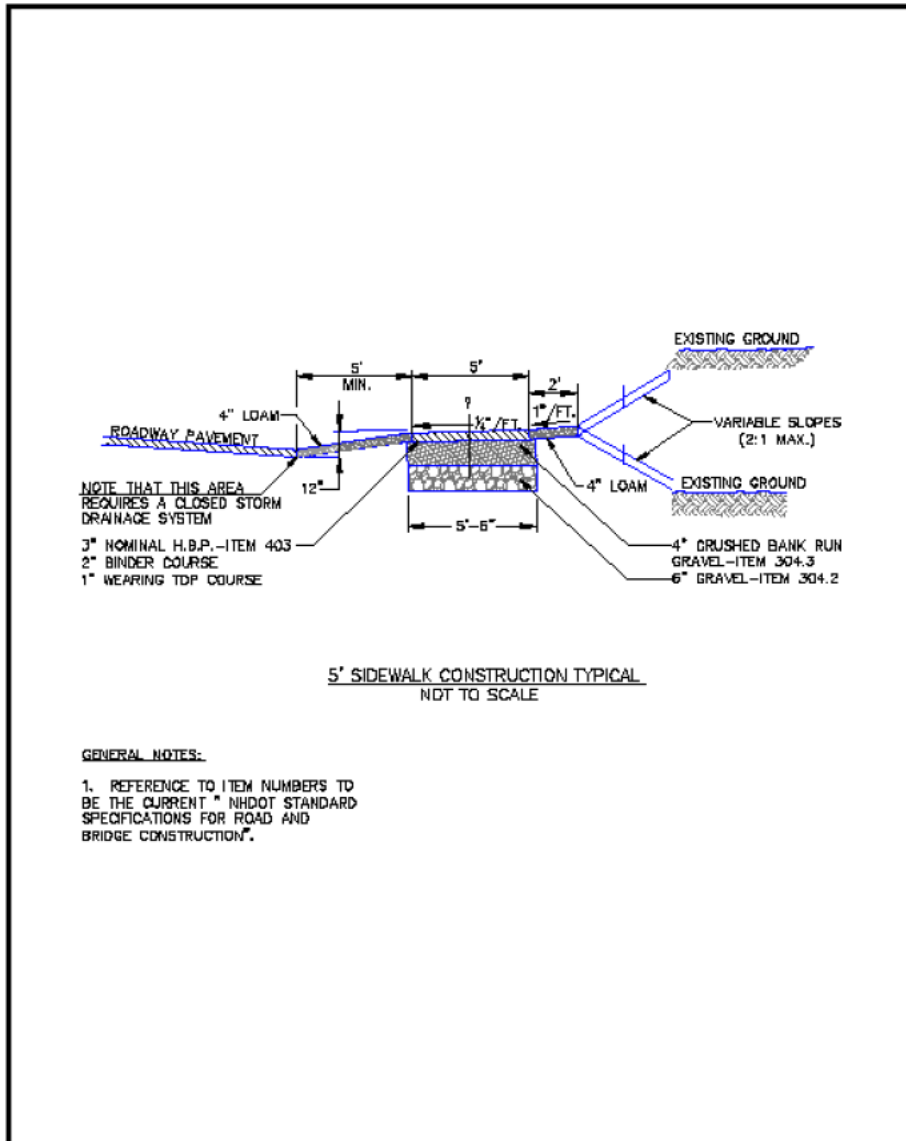 EXISTING GROUND
5'
MIN.
5'
2'
4" LOAM
1"/FT.
¼"/FT.
ROADWAY PAVEMENT
VARIABLE SLOPES
(2:1 MAX.)
12"
4" LOAM
EXISTING GROUND
NOTE THAT THIS AREA
REQUIRES A CLOSED STORM
DRAINAGE SYSTEM
5'-6"
3" NOMINAL H.B.P.-ITEM 403
2" BINDER COURSE
1" WEARING TOP COURSE
4" CRUSHED BANK RUN
GRAVEL-ITEM 304.3
6" GRAVEL-ITEM 304.2
5' SIDEWALK CONSTRUCTION TYPICAL
NOT TO SCALE
GENERAL NOTES:
1. REFERENCE TO ITEM NUMBERS TO
BE THE CURRENT " NHDOT STANDARD
SPECIFICATIONS FOR ROAD AND
BRIDGE CONSTRUCTION".